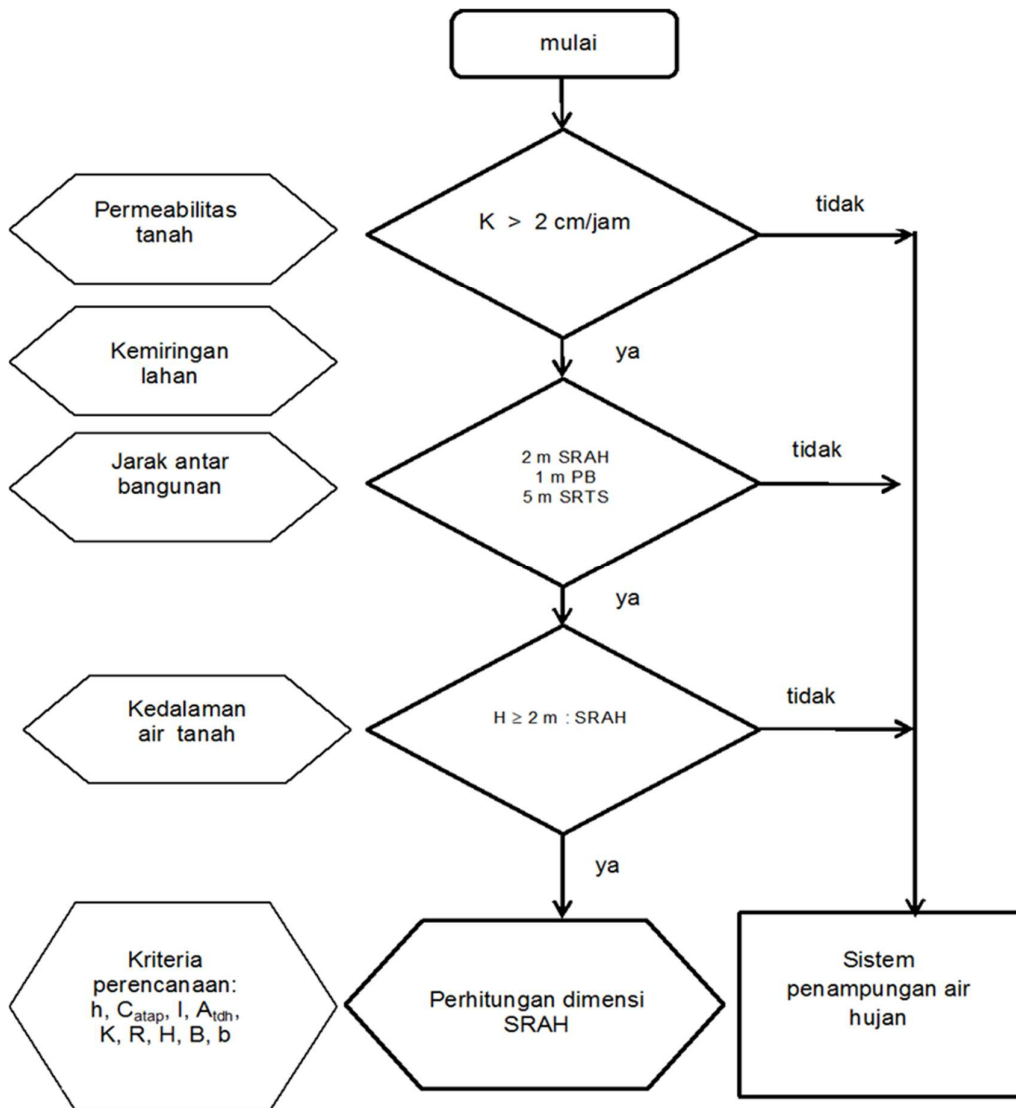 mulai
Permeabilitas
tanah
K > 2 cm/jam
tidak
Kemiringan
lahan
ya
Jarak antar
bangunan
2 m SRAH
1 m PB
5 m SRTS
tidak
ya
Kedalaman
air tanah
H ≥ 2 m : SRAH
tidak
ya
Kriteria
perencanaan:
h, Catap, I, Atdh,
K, R, H, B, b
Perhitungan dimensi
SRAH
Sistem
penampungan air
hujan